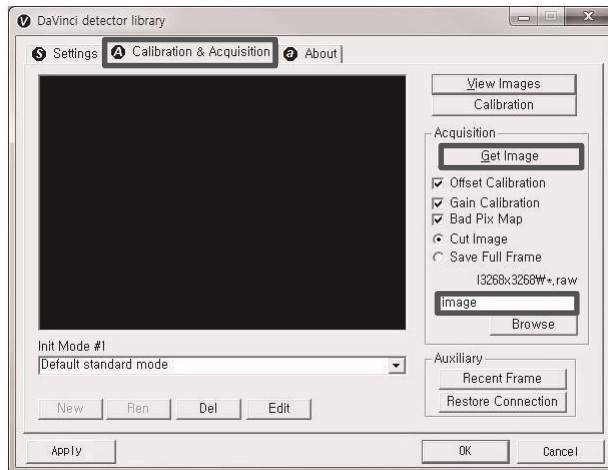 DaVinci detector library
Settings
Calibration & Acquisition
About
View Images
Calibration
Acquisition
Get Image
Offset Calibration
Gain Calibration
Bad Pix Map
Cut Image
Save Full Frame
I3268x3268₩*.raw
image
Browse
Init Mode #1
Default standard mode
New
Ren
Del
Edit
Auxiliary
Recent Frame
Restore Connection
Apply
OK
Cancel